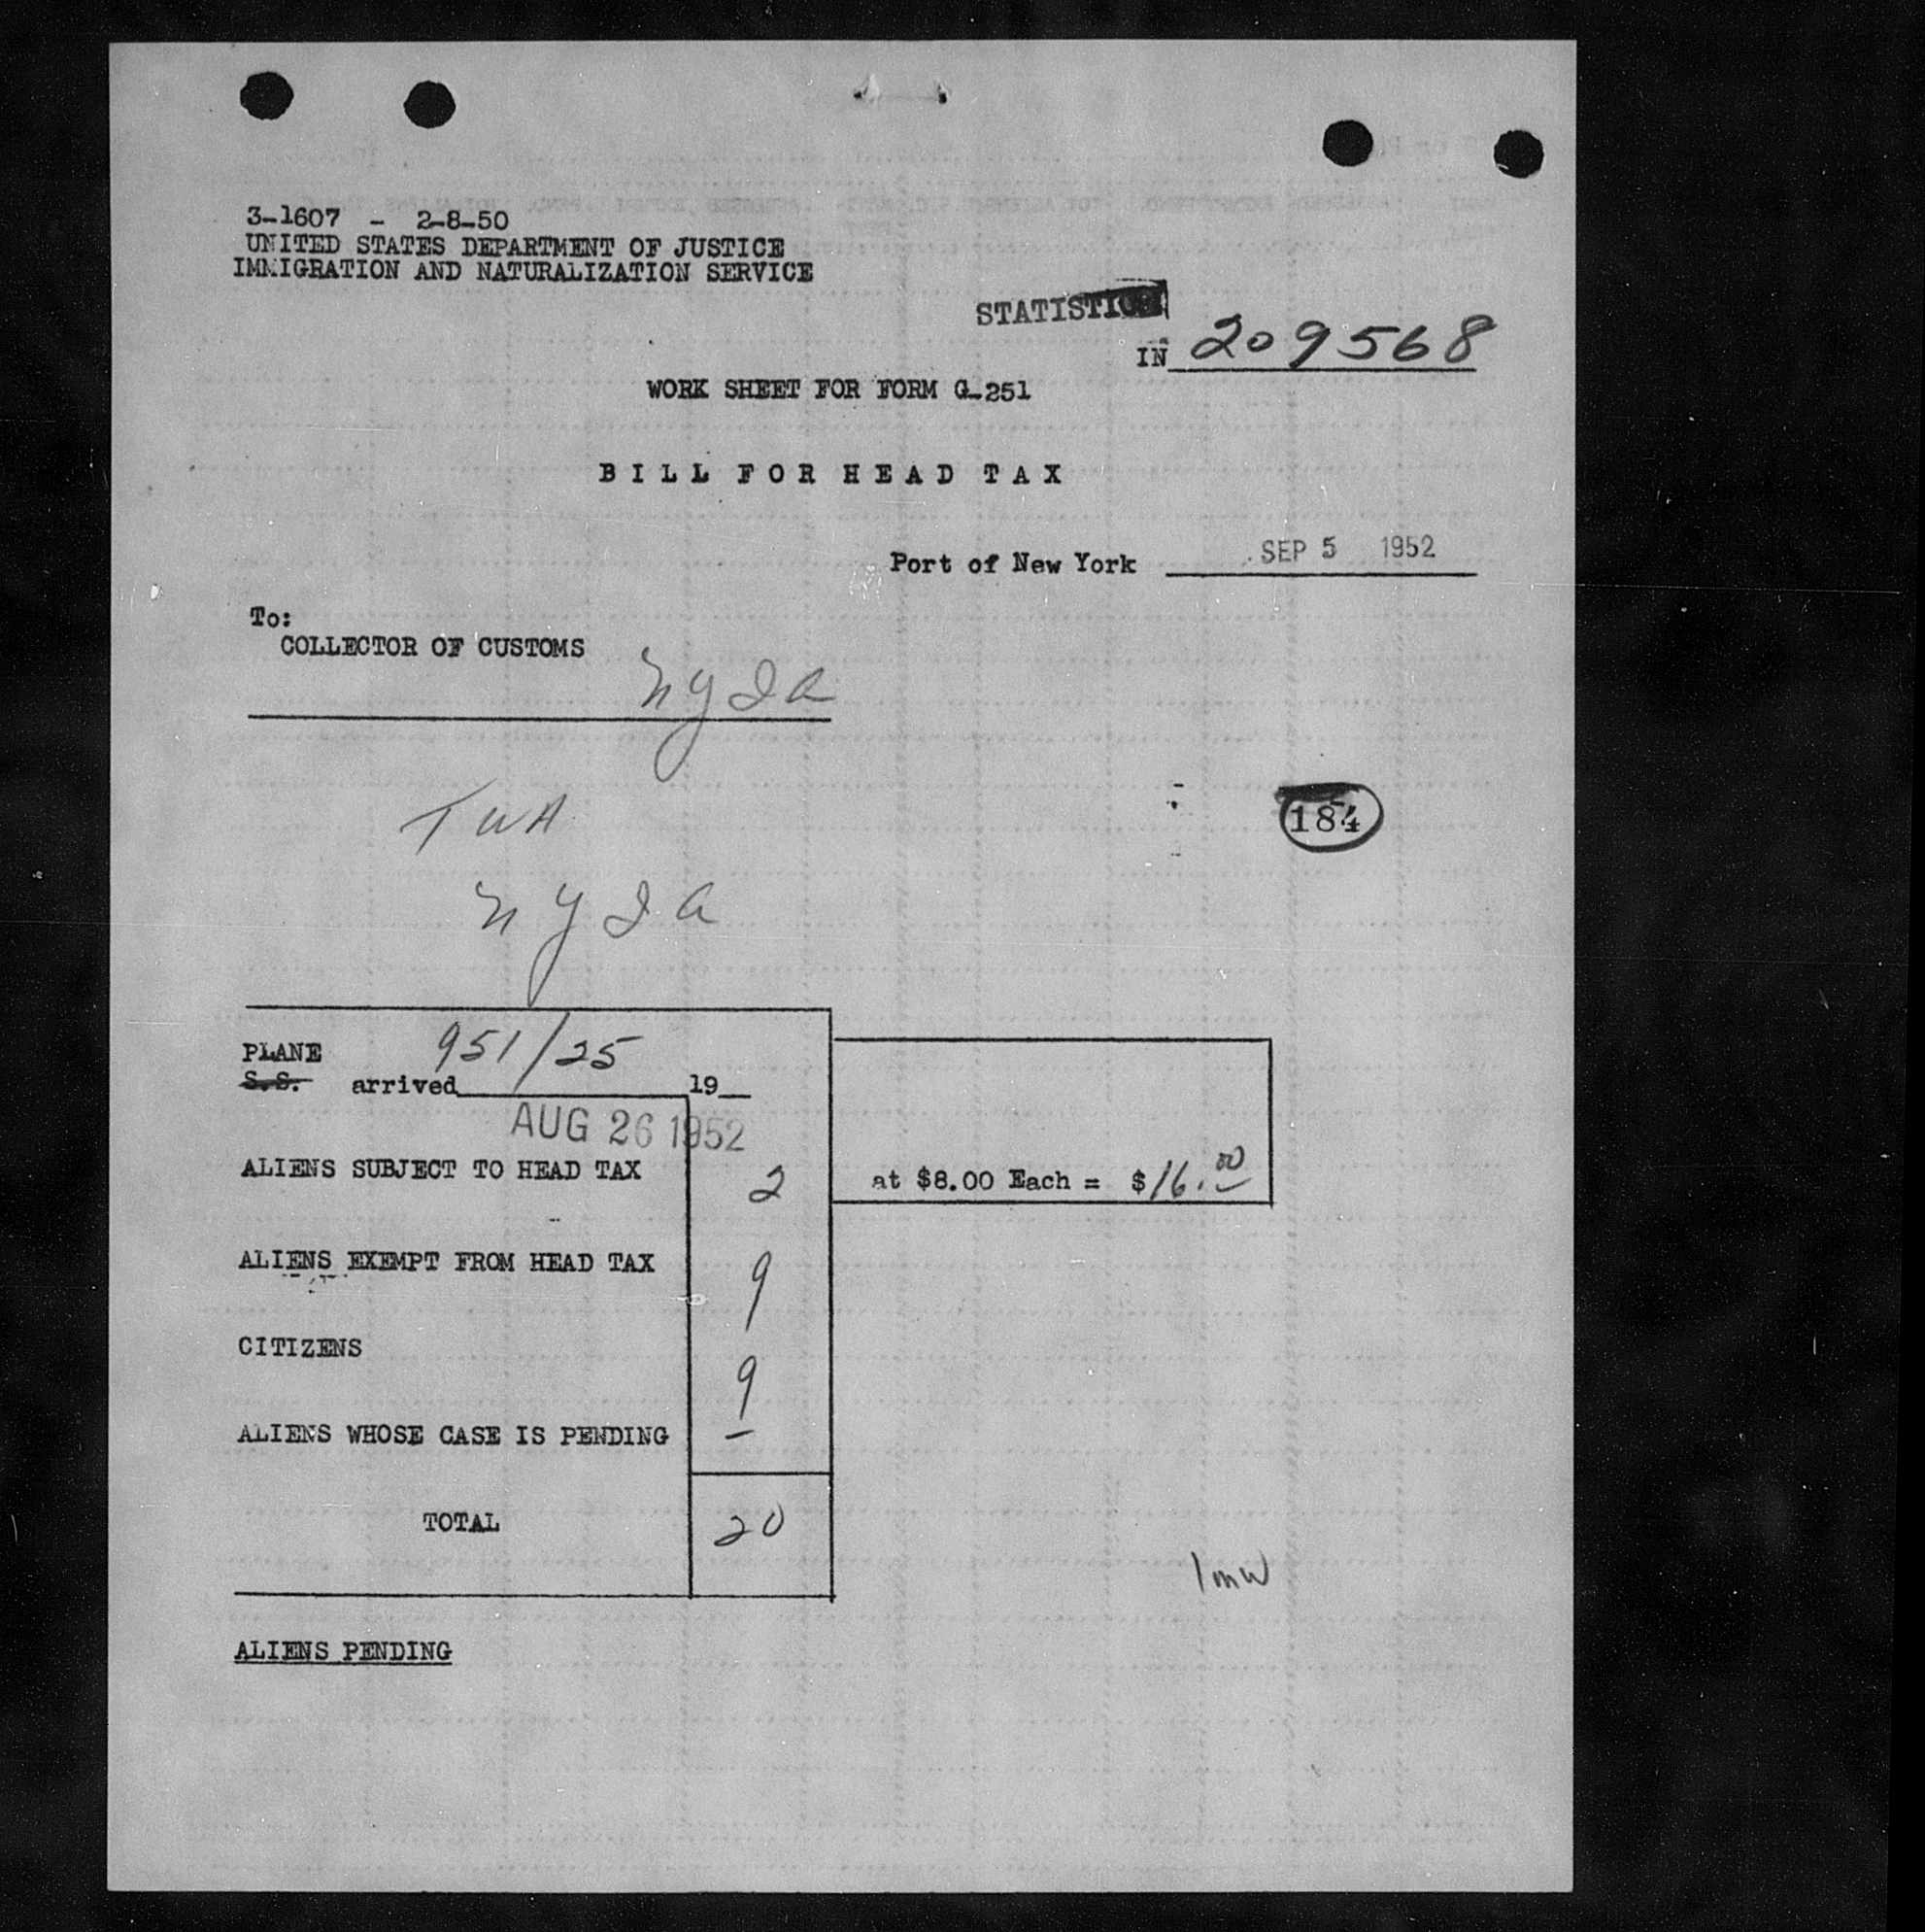 3-1607 - 2-8-50
UNITED STATES DEPARTMENT OF JUSTICE
IMMIGRATION AND NATURALIZATION SERVICE
STATISTICS
IN 209568
WORK SHEET FOR FORM G-251
BILL FOR HEAD TAX
Port of New York SEP 5 1952
To:
COLLECTOR OF CUSTOMS
NYIA
TWA
184
NYIA
PLANE 951/25
S.S. arrived 19
AUG 26 1952
ALIENS SUBJECT TO HEAD TAX 2 at $8.00 Each = $16.00
ALIENS EXEMPT FROM HEAD TAX 9
CITIZENS 9
ALIENS WHOSE CASE IS PENDING —
TOTAL 20
ALIENS PENDING